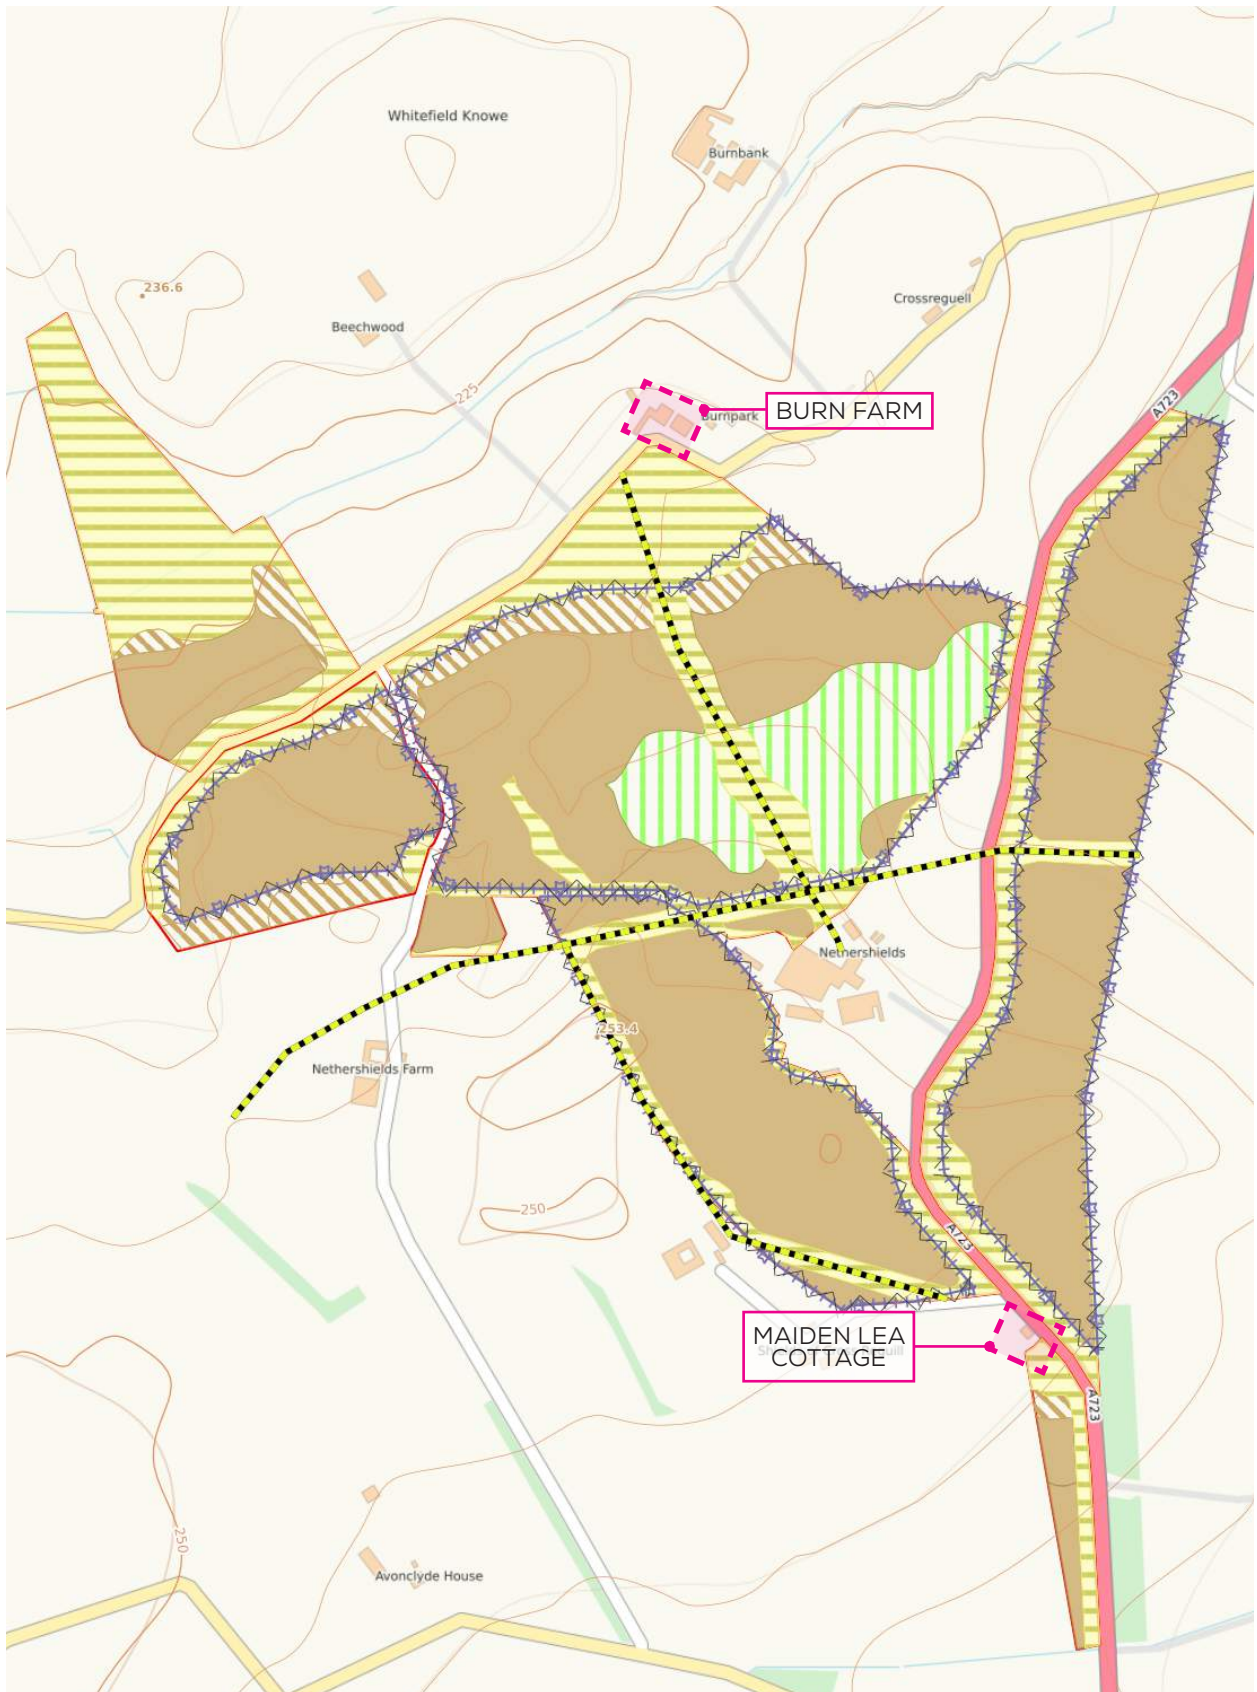 Whitefield Knowe
Burnbank
236.6
Crossreguell
Beechwood
225
A723
BURN FARM
Burnpark
Nethershields
253.4
Nethershields Farm
250
A723
MAIDEN LEA
COTTAGE
A723
250
Avonclyde House